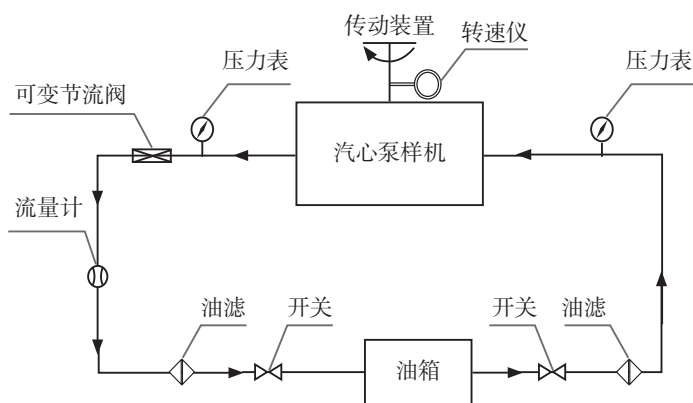 传动装置
转速仪
压力表
压力表
可变节流阀
汽心泵样机
流量计
油滤
开关
开关
油滤
油箱